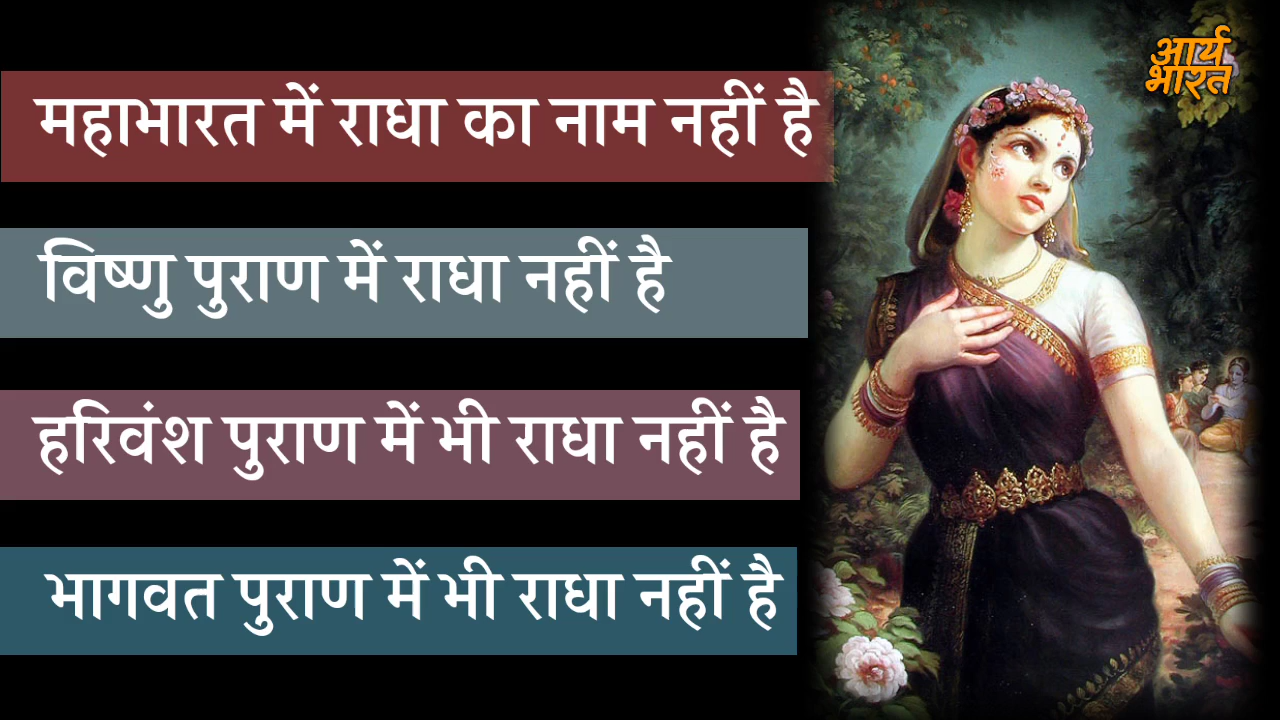 आर्य
भारत
महाभारत में राधा का नाम नहीं है
विष्णु पुराण में राधा नहीं है
हरिवंश पुराण में भी राधा नहीं है
भागवत पुराण में भी राधा नहीं है